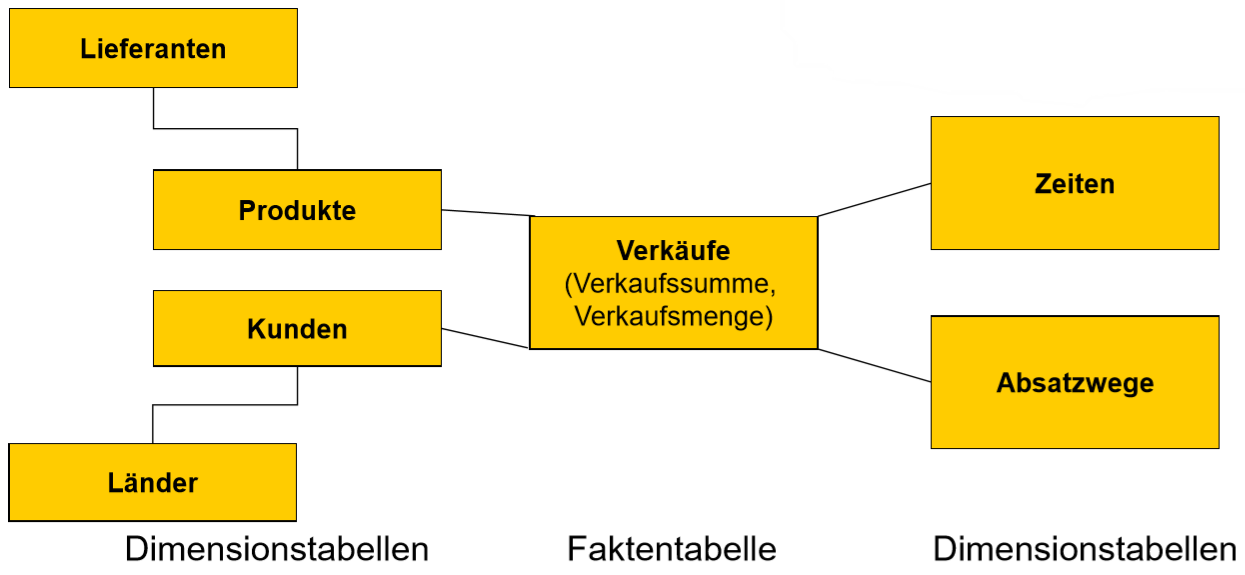 Lieferanten
Produkte
Kunden
Länder
Verkäufe
(Verkaufssumme,
Verkaufsmenge)
Zeiten
Absatzwege
Dimensionstabellen
Faktentabelle
Dimensionstabellen